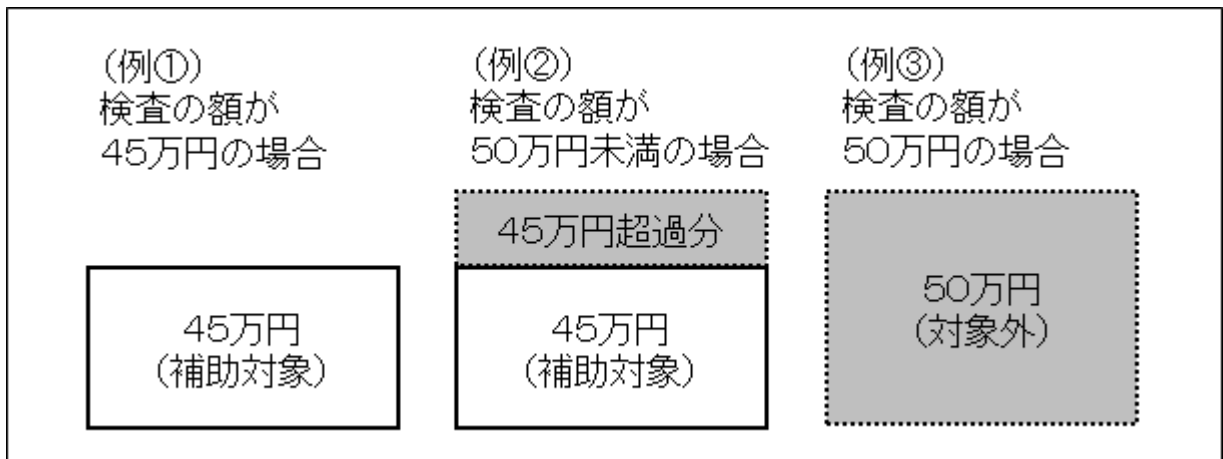 （例①）
検査の額が
45万円の場合
（例②）
検査の額が
50万円未満の場合
（例③）
検査の額が
50万円の場合
45万円
（補助対象）
45万円超過分
45万円
（補助対象）
50万円
（対象外）